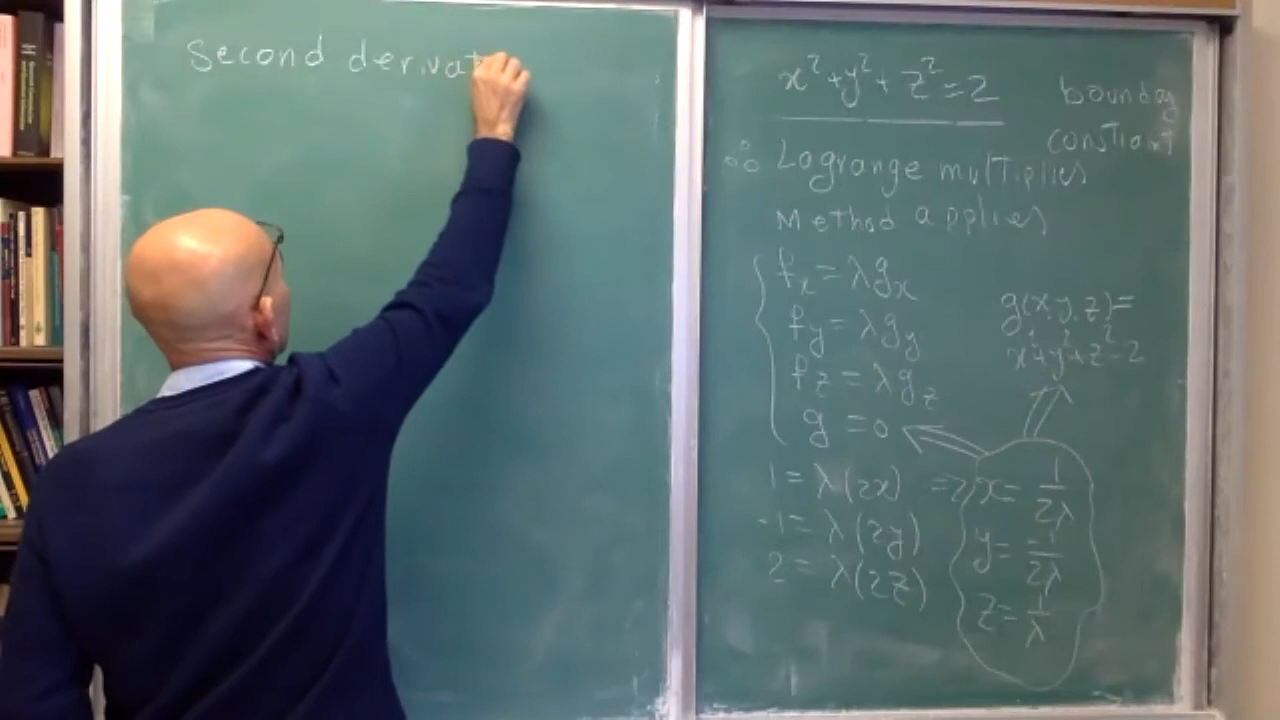 Second derivat
x²+y²+z²=2
bounday
constraint
∴ Lagrange multiplies
Method applies
fx = λgx
fy = λgy
fz = λgz
g = 0
g(x,y,z)=
x²+y²+z²-2
1 = λ(2x) => x= 1/2λ
-1 = λ(2y) y= -1/2λ
2 = λ(2z) z= 1/λ